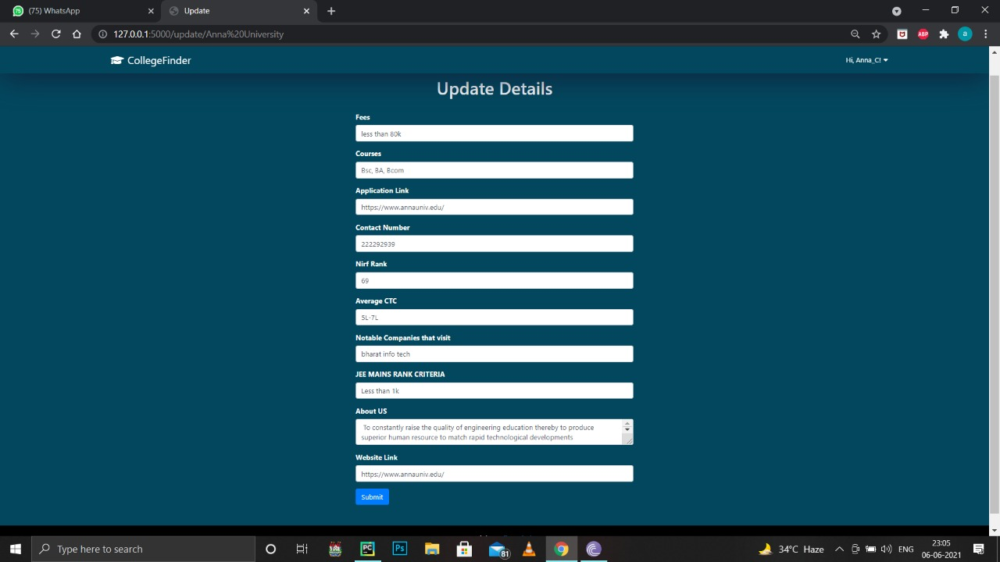 (75) WhatsApp
Update
127.0.0.1:5000/update/Anna%20University
ABP
a
CollegeFinder
Hi, Anna_C!
Update Details
Fees
less than 80k
Courses
Bsc, BA, Bcom
Application Link
https://www.annauniv.edu/
Contact Number
222292939
Nirf Rank
69
Average CTC
5L-7L
Notable Companies that visit
bharat info tech
JEE MAINS RANK CRITERIA
Less than 1k
About US
To constantly raise the quality of engineering education thereby to produce
superior human resource to match rapid technological developments
Website Link
https://www.annauniv.edu/
Submit
Type here to search
PC
Ps
81
34°C Haze
ENG
23:05
06-06-2021